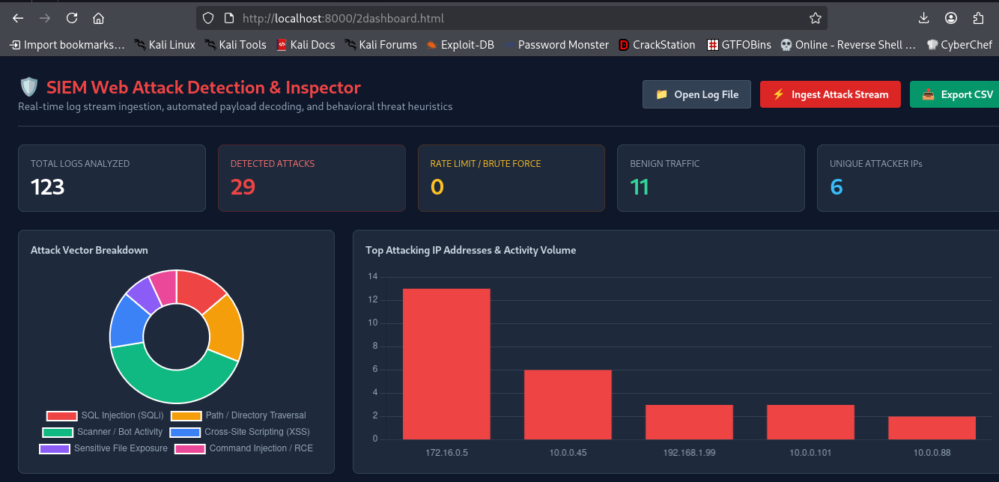 http://localhost:8000/2dashboard.html
Import bookmarks... Kali Linux Kali Tools Kali Docs Kali Forums Exploit-DB Password Monster CrackStation GTFOBins Online - Reverse Shell ... CyberChef
SIEM Web Attack Detection & Inspector
Real-time log stream ingestion, automated payload decoding, and behavioral threat heuristics
Open Log File
Ingest Attack Stream
Export CSV
TOTAL LOGS ANALYZED
123
DETECTED ATTACKS
29
RATE LIMIT / BRUTE FORCE
0
BENIGN TRAFFIC
11
UNIQUE ATTACKER IPs
6
Attack Vector Breakdown
SQL Injection (SQLi) Path / Directory Traversal
Scanner / Bot Activity Cross-Site Scripting (XSS)
Sensitive File Exposure Command Injection / RCE
Top Attacking IP Addresses & Activity Volume
14
12
10
8
6
4
2
0
172.16.0.5 10.0.0.45 192.168.1.99 10.0.0.101 10.0.0.88